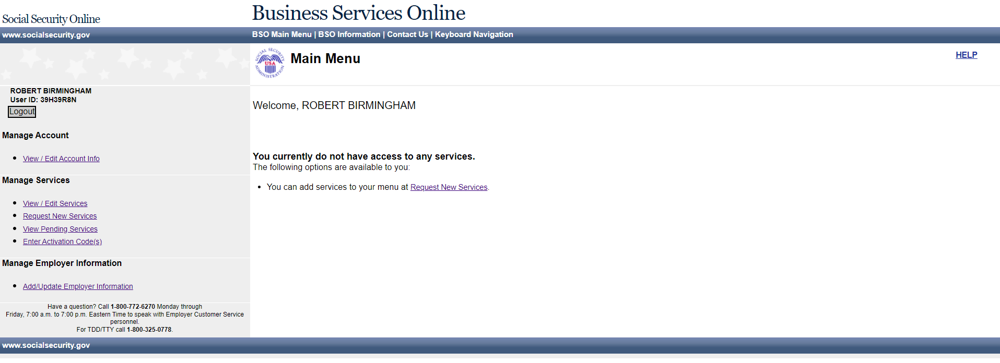 Social Security Online
Business Services Online
www.socialsecurity.gov
BSO Main Menu | BSO Information | Contact Us | Keyboard Navigation
SOCIAL SECURITY ADMINISTRATION
USA
Main Menu
HELP
ROBERT BIRMINGHAM
User ID: 39H39R8N
Logout
Manage Account
• View / Edit Account Info
Manage Services
• View / Edit Services
• Request New Services
• View Pending Services
• Enter Activation Code(s)
Manage Employer Information
• Add/Update Employer Information
Have a question? Call 1-800-772-6270 Monday through
Friday, 7:00 a.m. to 7:00 p.m. Eastern Time to speak with Employer Customer Service
personnel.
For TDD/TTY call 1-800-325-0778.
Welcome, ROBERT BIRMINGHAM
You currently do not have access to any services.
The following options are available to you:
• You can add services to your menu at Request New Services.
www.socialsecurity.gov